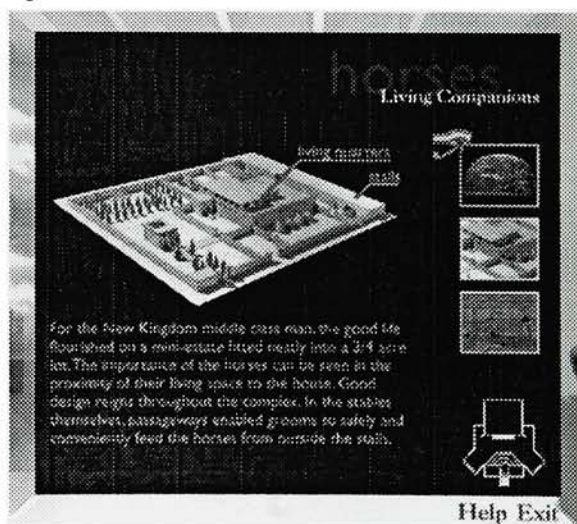 horses
Living Companions
living quarters
stalls
For the New Kingdom middle class man, the good life
flourished on a mini-estate fitted neatly into a 3/4 acre
lot. The importance of the horses can be seen in the
proximity of their living space to the house. Good
design reigns throughout the complex. In the stables
themselves, passageways enabled grooms to safely and
conveniently feed the horses from outside the stalls.
Help Exit